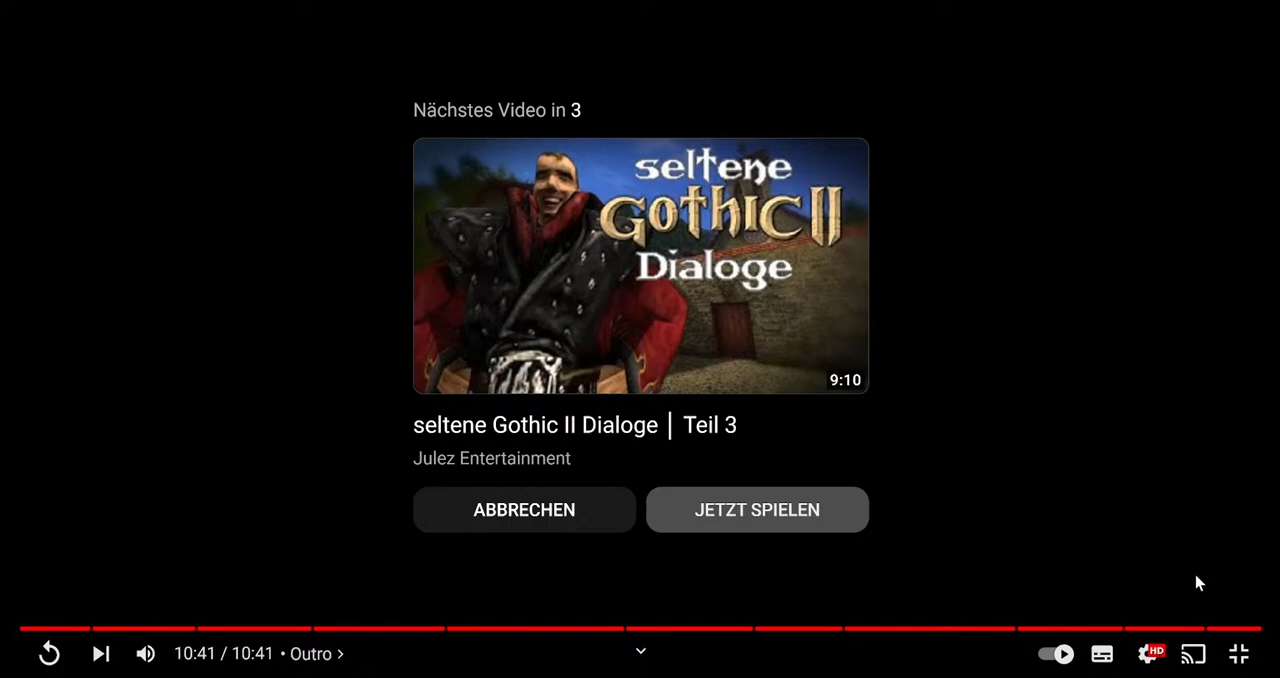 Nächstes Video in 3
seltene
GOTHIC II
Dialoge
9:10
seltene Gothic II Dialoge │ Teil 3
Julez Entertainment
ABBRECHEN
JETZT SPIELEN
10:41 / 10:41 • Outro ›
HD